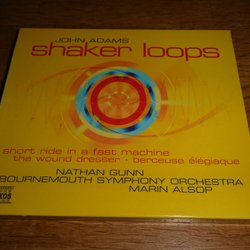 JOHN ADAMS
shaker loops
short ride in a fast machine
the wound dresser · berceuse élégiaque
NATHAN GUNN
BOURNEMOUTH SYMPHONY ORCHESTRA
MARIN ALSOP